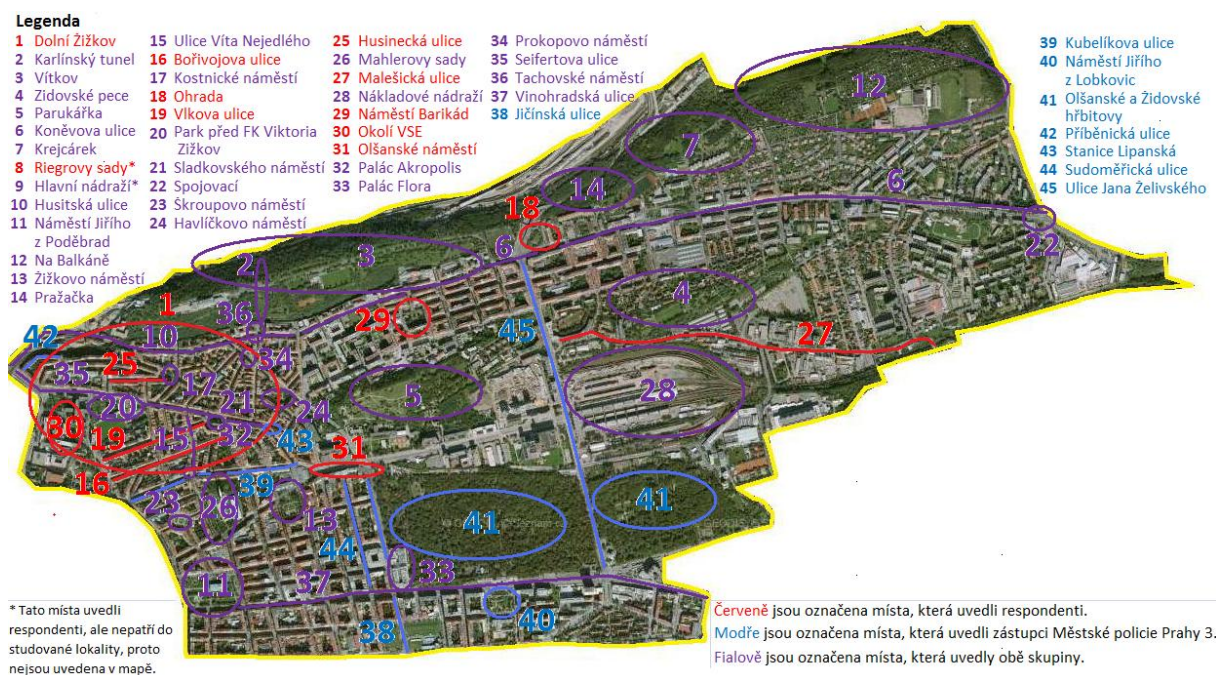 Legenda
1 Dolní Žižkov
2 Karlínský tunel
3 Vítkov
4 Zidovské pece
5 Parukářka
6 Koněvova ulice
7 Krejcárek
8 Riegrovy sady*
9 Hlavní nádraží*
10 Husitská ulice
11 Náměstí Jiřího
z Poděbrad
12 Na Balkáně
13 Žižkovo náměstí
14 Pražačka
15 Ulice Víta Nejedlého
16 Bořivojova ulice
17 Kostnické náměstí
18 Ohrada
19 Vlkova ulice
20 Park před FK Viktoria
Zižkov
21 Sladkovského náměstí
22 Spojovací
23 Škroupovo náměstí
24 Havlíčkovo náměstí
25 Husinecká ulice
26 Mahlerovy sady
27 Malešická ulice
28 Nákladové nádraží
29 Náměstí Barikád
30 Okolí VSE
31 Olšanské náměstí
32 Palác Akropolis
33 Palác Flora
34 Prokopovo náměstí
35 Seifertova ulice
36 Tachovské náměstí
37 Vinohradská ulice
38 Jičínská ulice
39 Kubelíkova ulice
40 Náměstí Jiřího
z Lobkovic
41 Olšanské a Židovské
hřbitovy
42 Příběnická ulice
43 Stanice Lipanská
44 Sudoměřická ulice
45 Ulice Jana Želivského
12
7
14
6
18
6
22
3
2
4
1
36
29
45
27
42
10
34
25
35
17
28
5
21
20
24
30
19
15
32
43
31
16
39
23
26
13
41
41
44
33
11
37
40
38
* Tato místa uvedli
respondenti, ale nepatří do
studované lokality, proto
nejsou uvedena v mapě.
Červeně jsou označena místa, která uvedli respondenti.
Modře jsou označena místa, která uvedli zástupci Městské policie Prahy 3.
Fialově jsou označena místa, která uvedly obě skupiny.